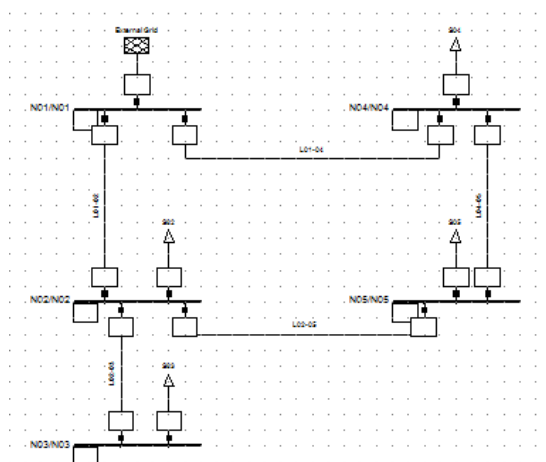 External Grid
S04
N01/N01
N04/N04
L01-04
L01-02
L04-05
S02
S05
N02/N02
N05/N05
L02-05
L02-03
S03
N03/N03